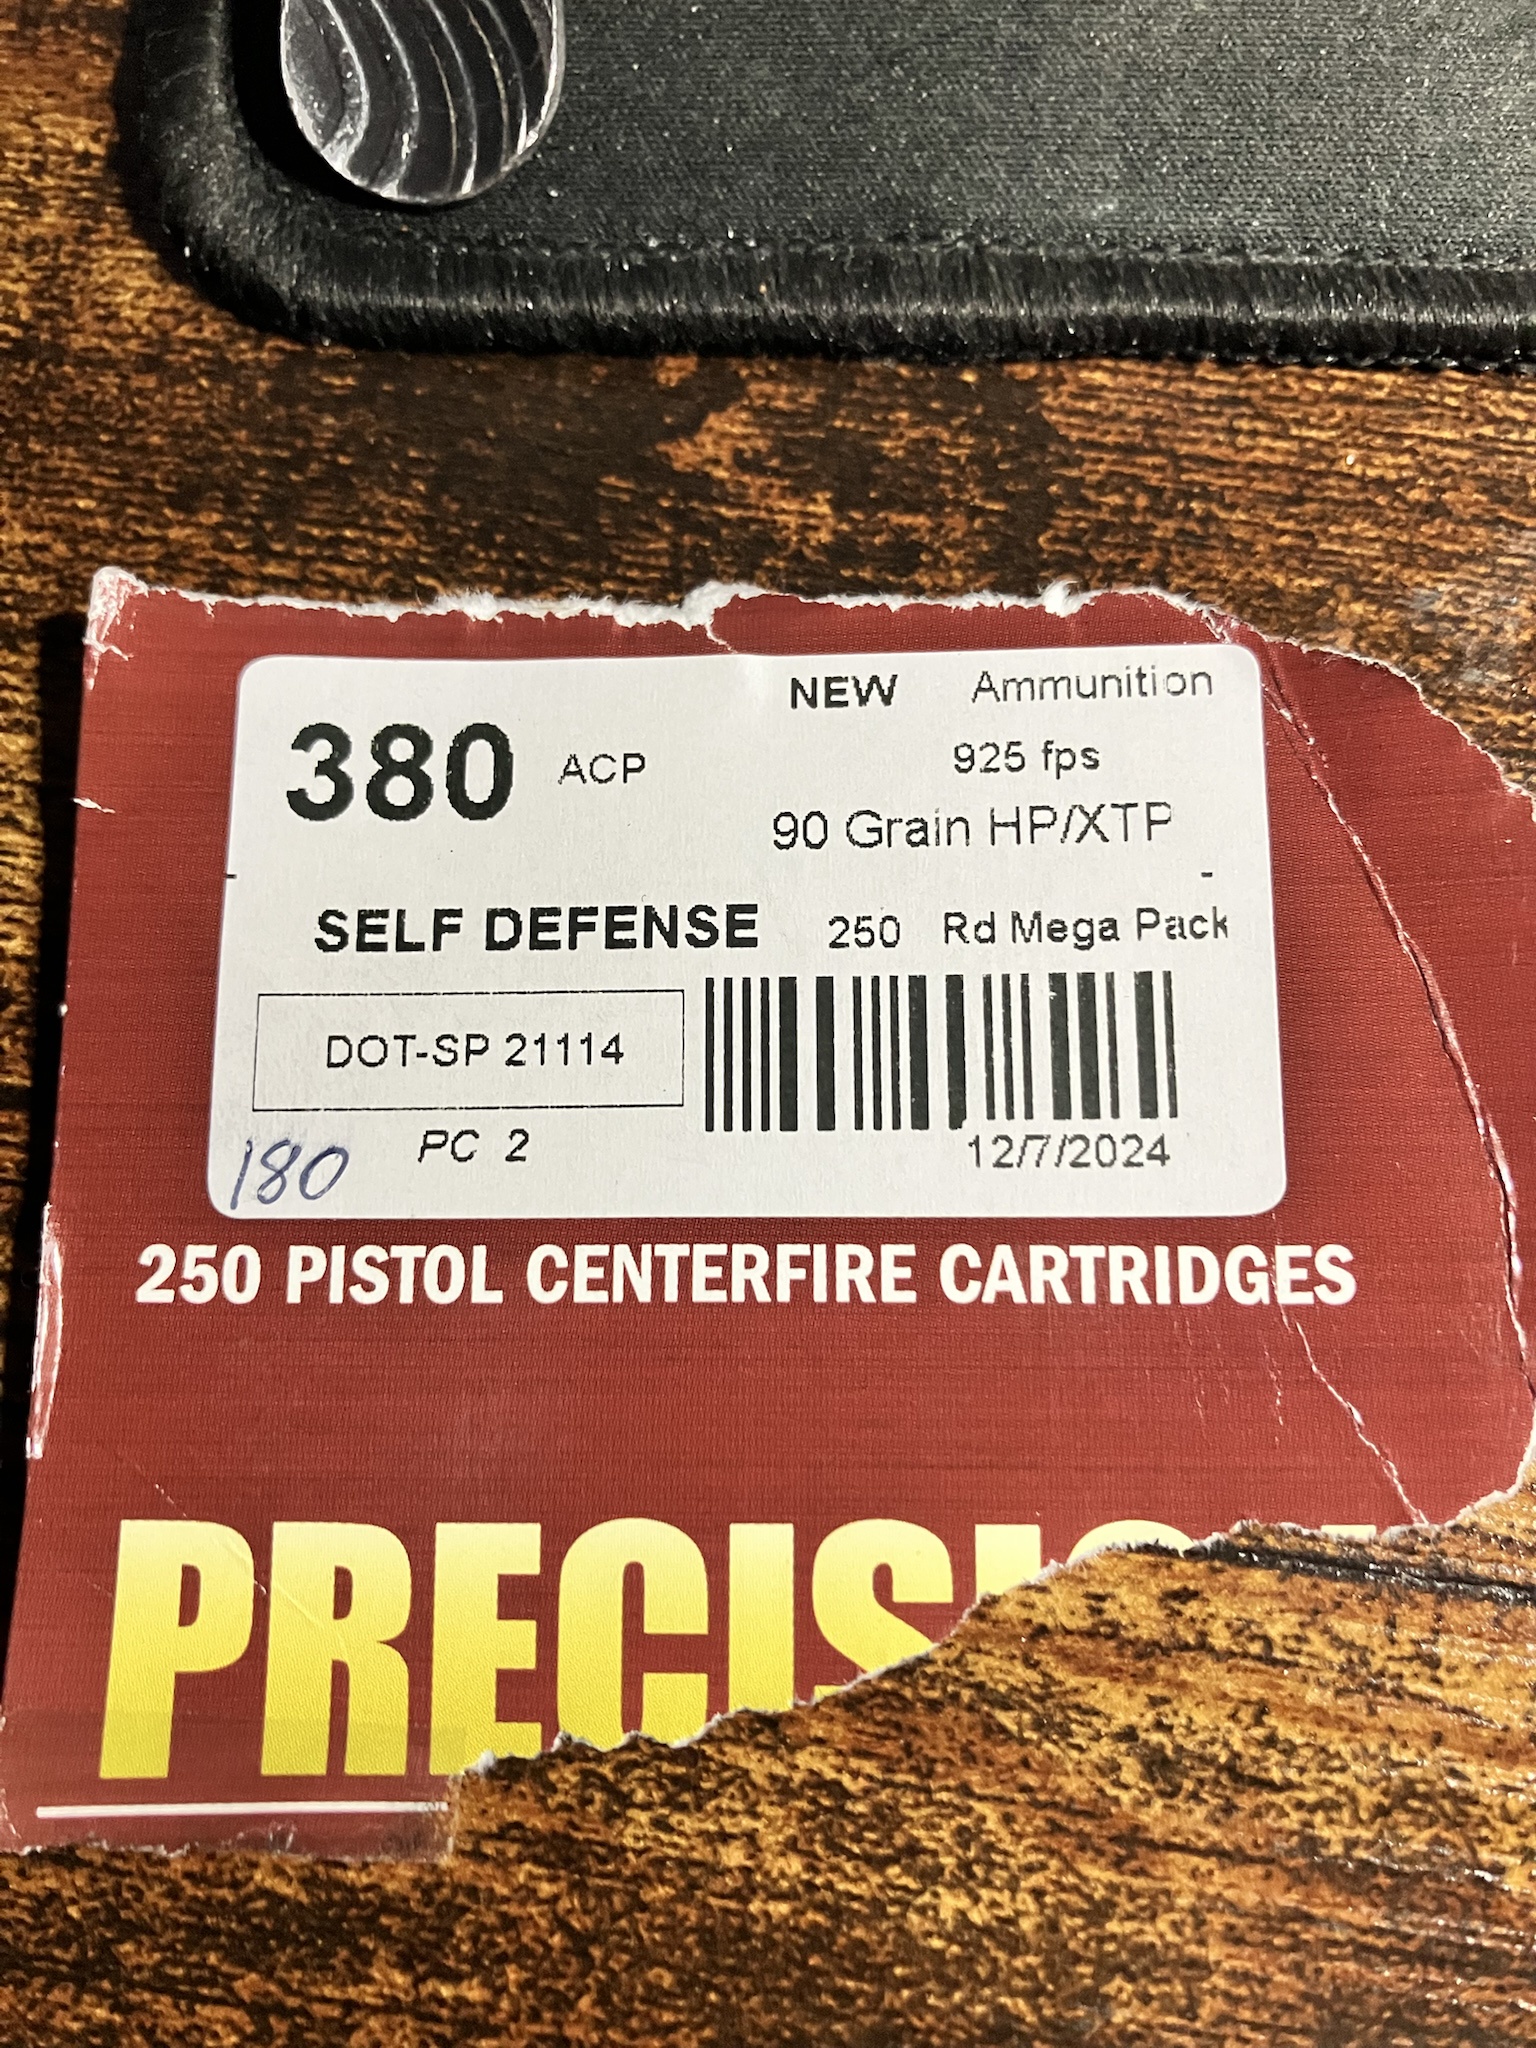 NEW Ammunition
380 ACP 925 fps
90 Grain HP/XTP
SELF DEFENSE 250 Rd Mega Pack
DOT-SP 21114
180 PC 2 12/7/2024
250 PISTOL CENTERFIRE CARTRIDGES